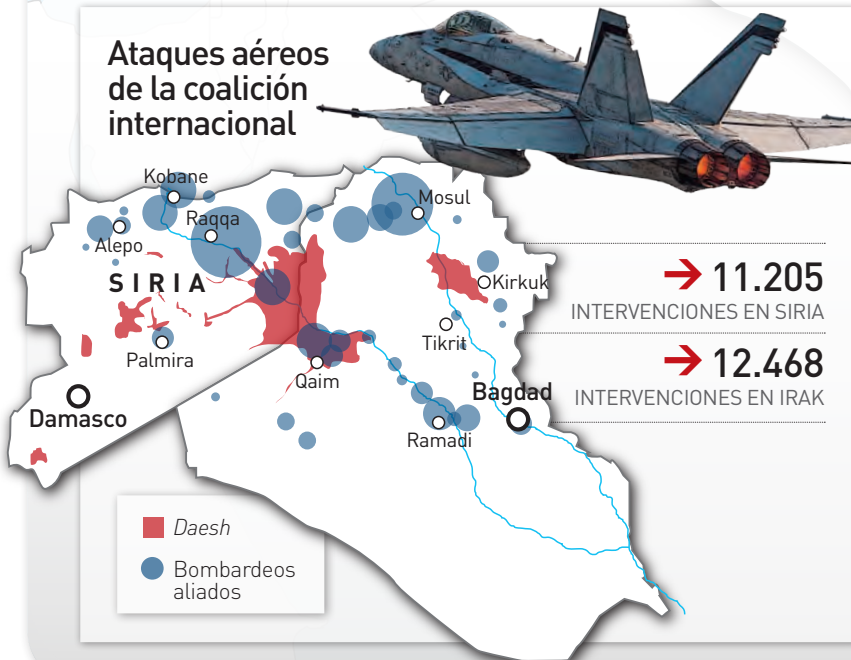 Ataques aéreos
de la coalición
internacional
Kobane
Mosul
Raqqa
Alepo
SIRIA
Kirkuk
Palmira
Tikrit
Qaim
Bagdad
Damasco
Ramadi
11.205
INTERVENCIONES EN SIRIA
12.468
INTERVENCIONES EN IRAK
Daesh
Bombardeos
aliados